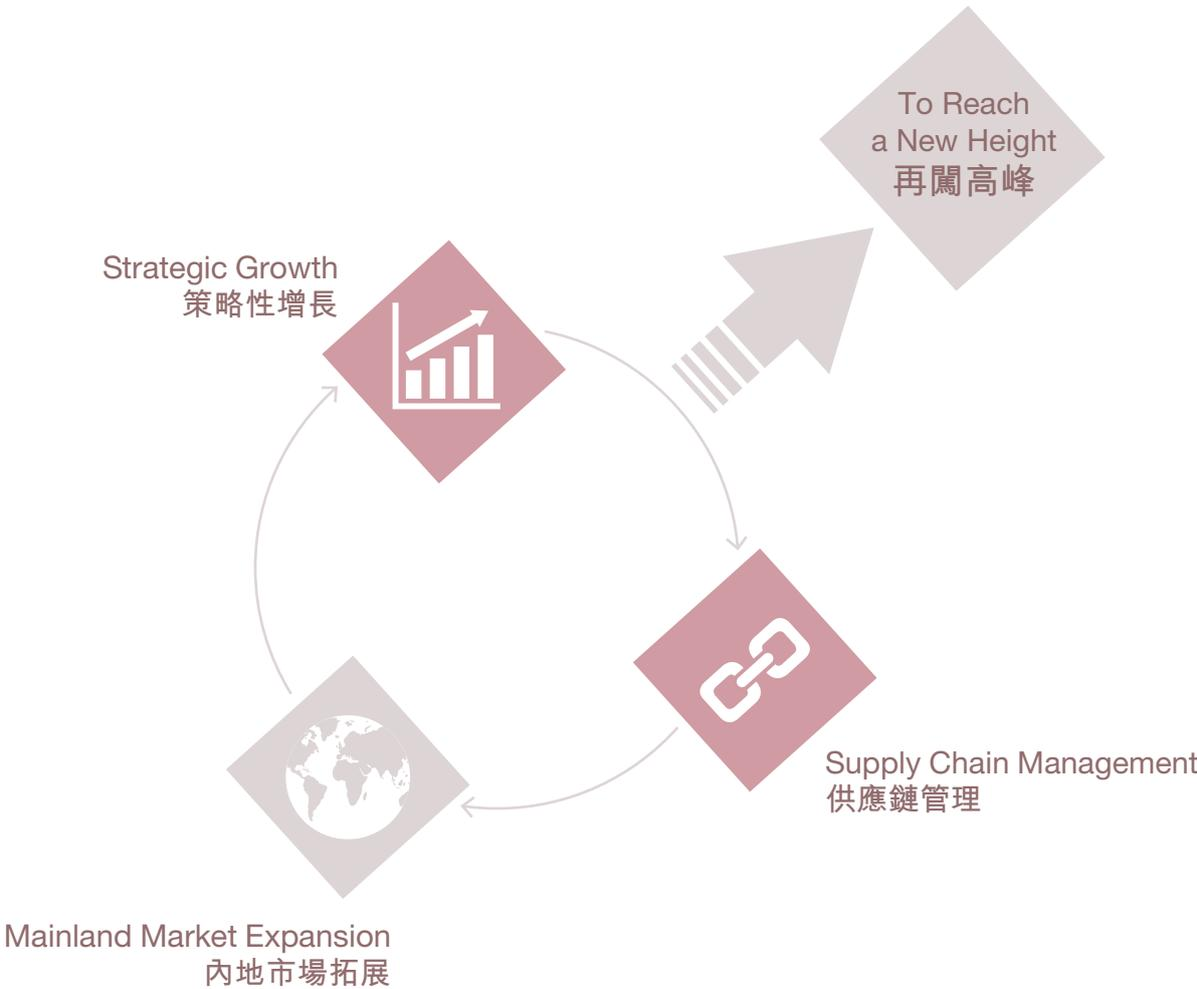 To Reach
a New Height
再闖高峰
Strategic Growth
策略性增長
Supply Chain Management
供應鏈管理
Mainland Market Expansion
內地市場拓展